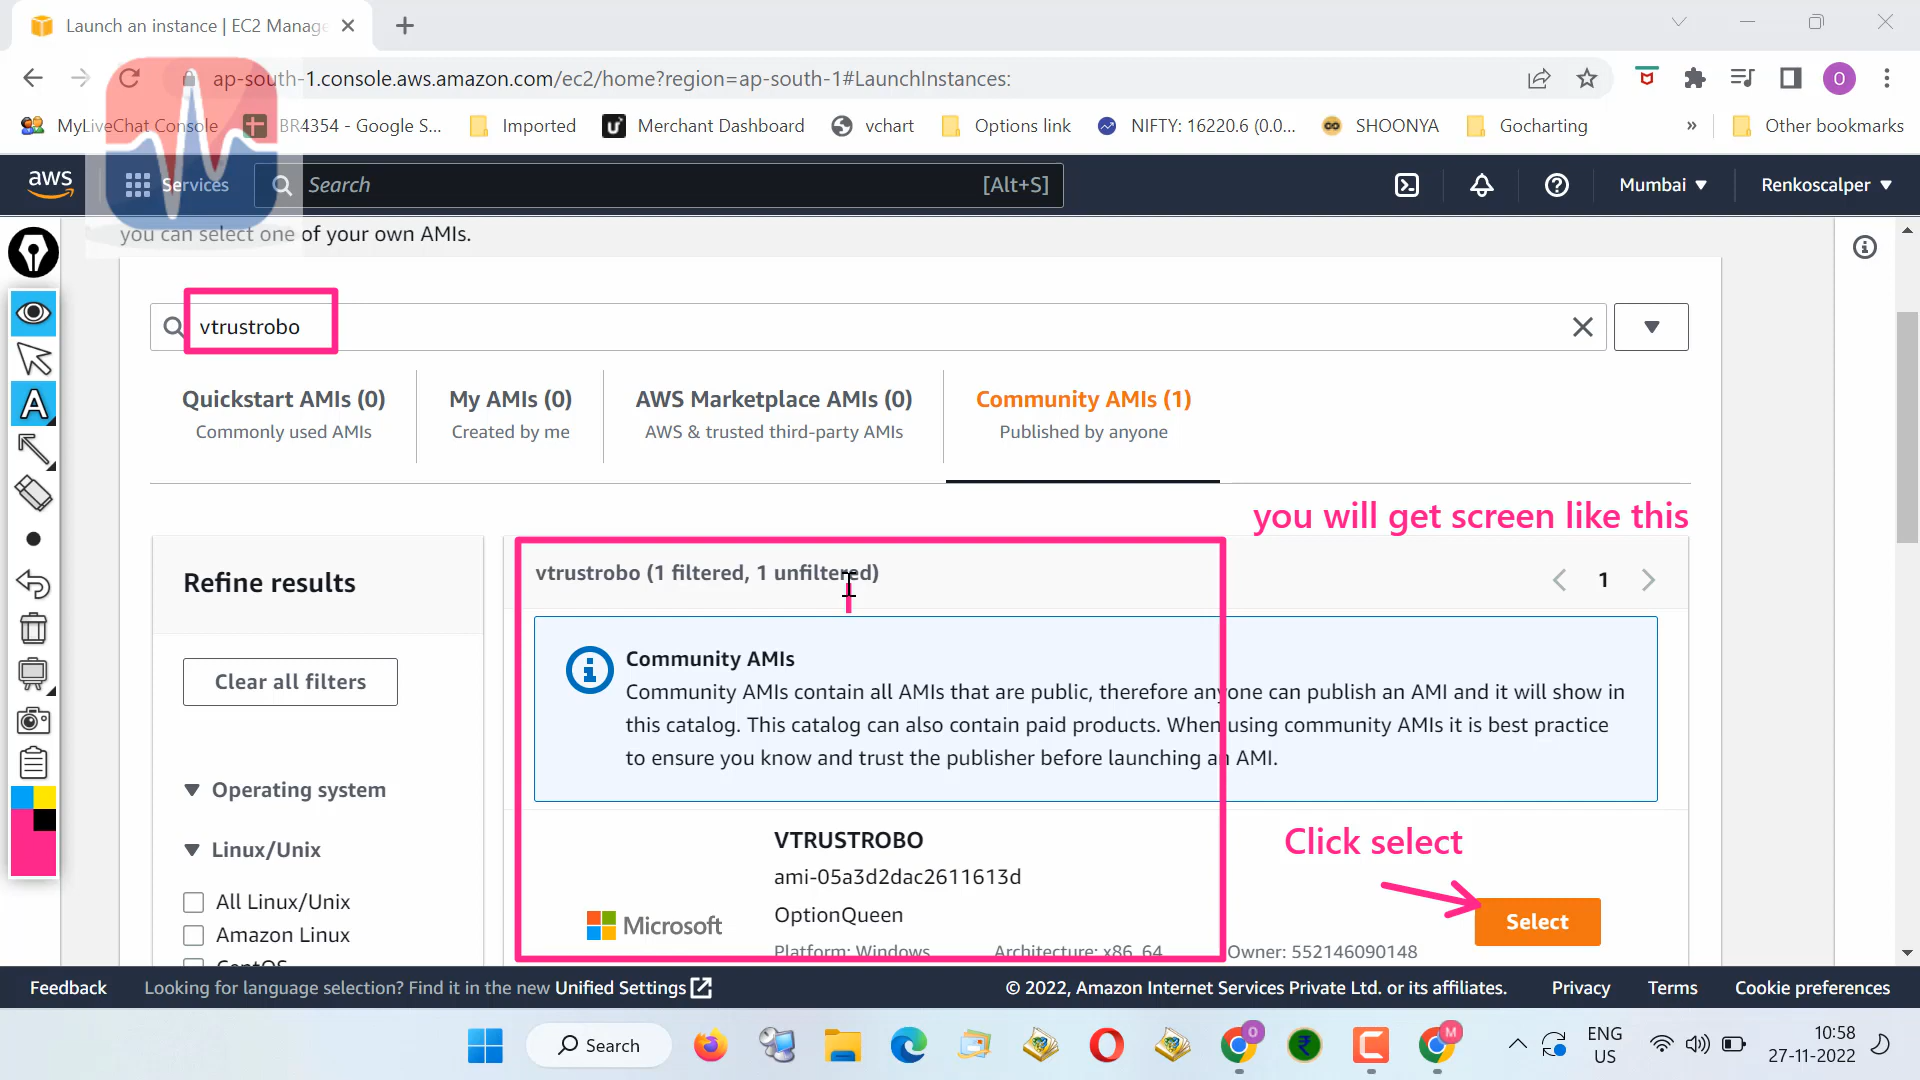 Launch an instance | EC2 Manage
ap-south-1.console.aws.amazon.com/ec2/home?region=ap-south-1#LaunchInstances:
O
MyLiveChat Console
BR4354 - Google S...
Imported
Merchant Dashboard
vchart
Options link
NIFTY: 16220.6 (0.0...
SHOONYA
Gocharting
»
Other bookmarks
aws
Services
Search
[Alt+S]
Mumbai
Renkoscalper
you can select one of your own AMIs.
vtrustrobo
Quickstart AMIs (0)
Commonly used AMIs
My AMIs (0)
Created by me
AWS Marketplace AMIs (0)
AWS & trusted third-party AMIs
Community AMIs (1)
Published by anyone
you will get screen like this
Refine results
vtrustrobo (1 filtered, 1 unfiltered)
1
Clear all filters
Community AMIs
Community AMIs contain all AMIs that are public, therefore anyone can publish an AMI and it will show in
this catalog. This catalog can also contain paid products. When using community AMIs it is best practice
to ensure you know and trust the publisher before launching an AMI.
Operating system
Linux/Unix
All Linux/Unix
Amazon Linux
CentOS
VTRUSTROBO
ami-05a3d2dac2611613d
OptionQueen
Microsoft
Platform: Windows
Architecture: x86_64
Owner: 552146090148
Click select
Select
A
Feedback
Looking for language selection? Find it in the new Unified Settings
© 2022, Amazon Internet Services Private Ltd. or its affiliates.
Privacy
Terms
Cookie preferences
Search
O
M
ENG
US
10:58
27-11-2022